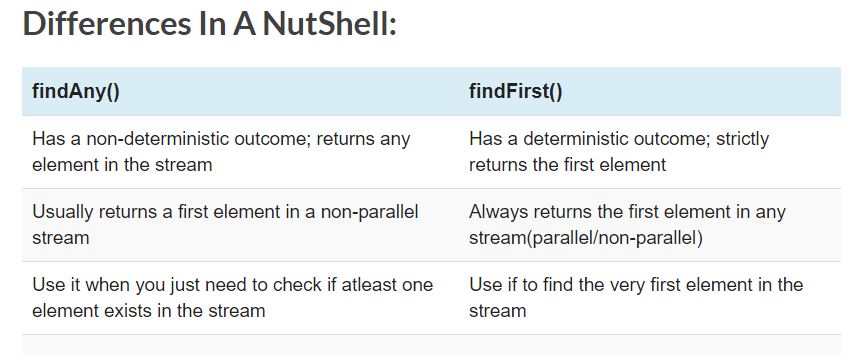 Differences In A NutShell:
findAny()
findFirst()
Has a non-deterministic outcome; returns any
element in the stream
Has a deterministic outcome; strictly
returns the first element
Usually returns a first element in a non-parallel
stream
Always returns the first element in any
stream(parallel/non-parallel)
Use it when you just need to check if atleast one
element exists in the stream
Use if to find the very first element in the
stream